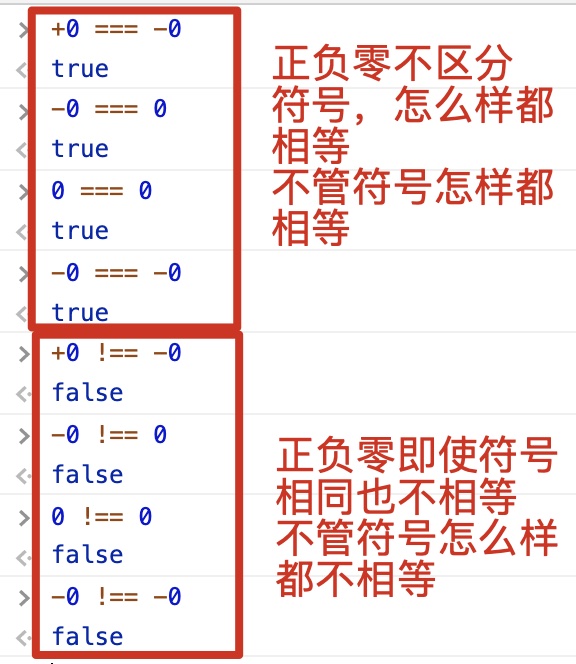 +0 === -0
true
-0 === 0
true
0 === 0
true
-0 === -0
true
正负零不区分
符号，怎么样都
相等
不管符号怎样都
相等
+0 !== -0
false
-0 !== 0
false
0 !== 0
false
-0 !== -0
false
正负零即使符号
相同也不相等
不管符号怎么样
都不相等